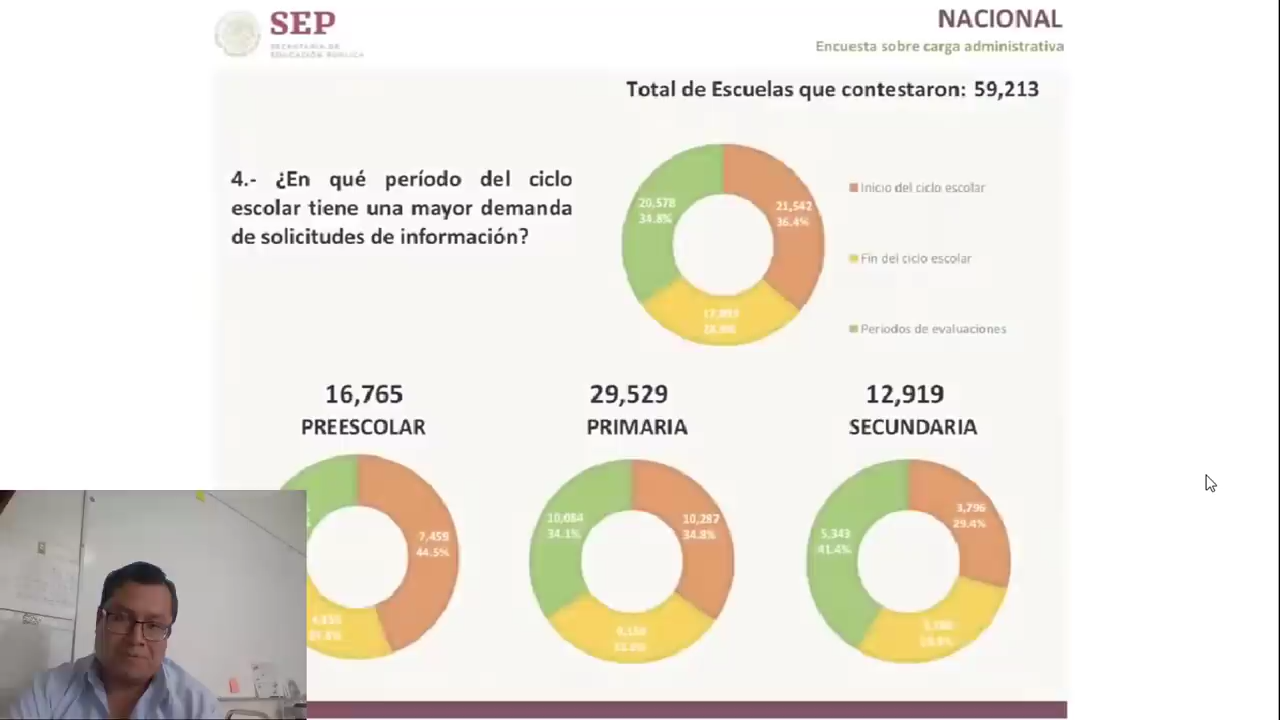 SEP
SECRETARÍA DE
EDUCACIÓN PÚBLICA
NACIONAL
Encuesta sobre carga administrativa
Total de Escuelas que contestaron: 59,213
4.- ¿En qué período del ciclo
escolar tiene una mayor demanda
de solicitudes de información?
20,578
34.8%
21,542
36.4%
Inicio del ciclo escolar
Fin del ciclo escolar
Periodos de evaluaciones
16,765
PREESCOLAR
29,529
PRIMARIA
12,919
SECUNDARIA
7,459
44.5%
10,084
34.1%
10,287
34.8%
5,343
41.4%
3,796
29.4%